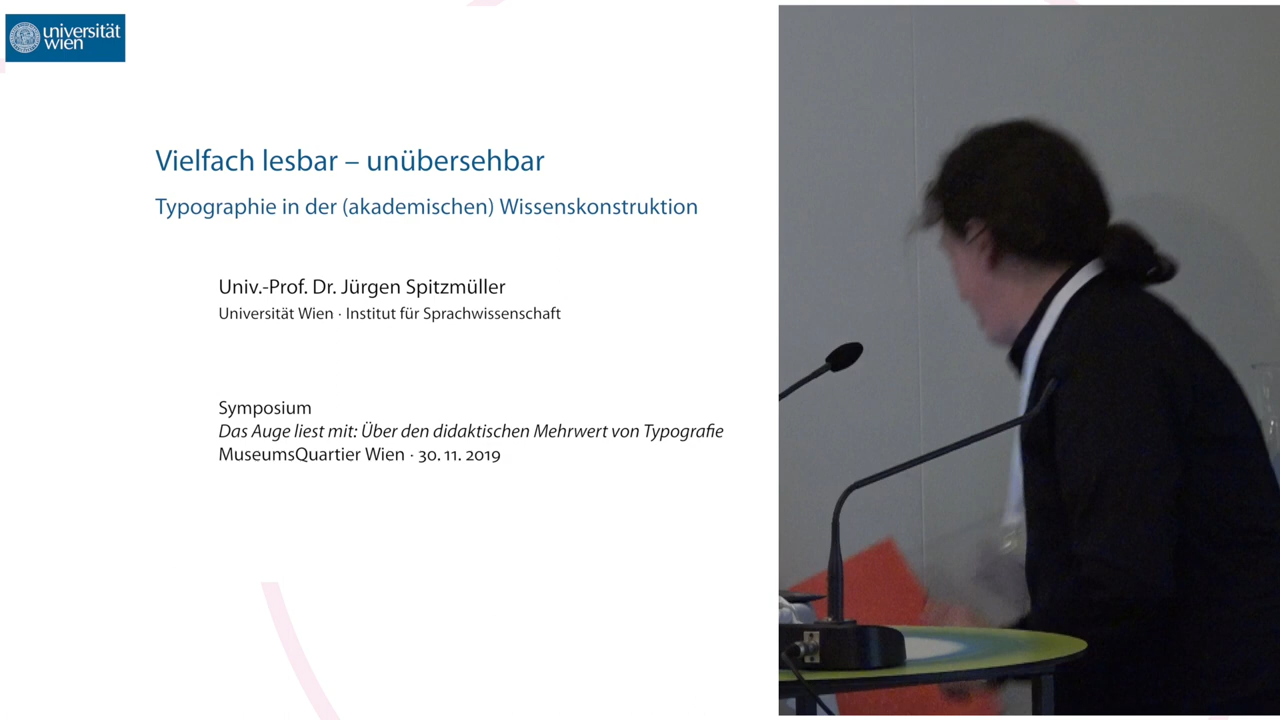 universität
wien
Vielfach lesbar – unübersehbar
Typographie in der (akademischen) Wissenskonstruktion
Univ.-Prof. Dr. Jürgen Spitzmüller
Universität Wien · Institut für Sprachwissenschaft
Symposium
Das Auge liest mit: Über den didaktischen Mehrwert von Typografie
MuseumsQuartier Wien · 30. 11. 2019